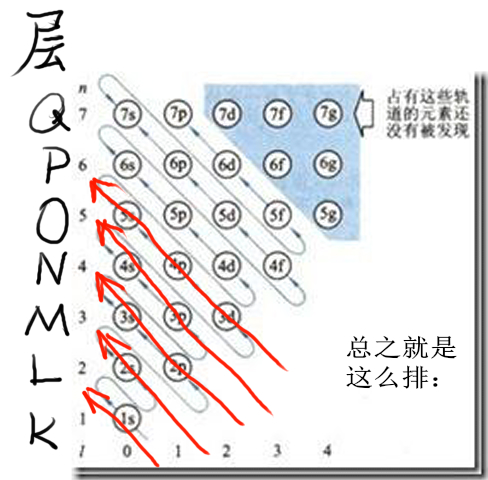 层
n
Q 7 7s 7p 7d 7f 7g
占有这些轨
道的元素还
没有被发现
P 6 6s 6p 6d 6f 6g
O 5 5s 5p 5d 5f 5g
N 4 4s 4p 4d 4f
M 3 3s 3p 3d
总之就是
这么排：
L 2 2s 2p
K 1 1s
l 0 1 2 3 4